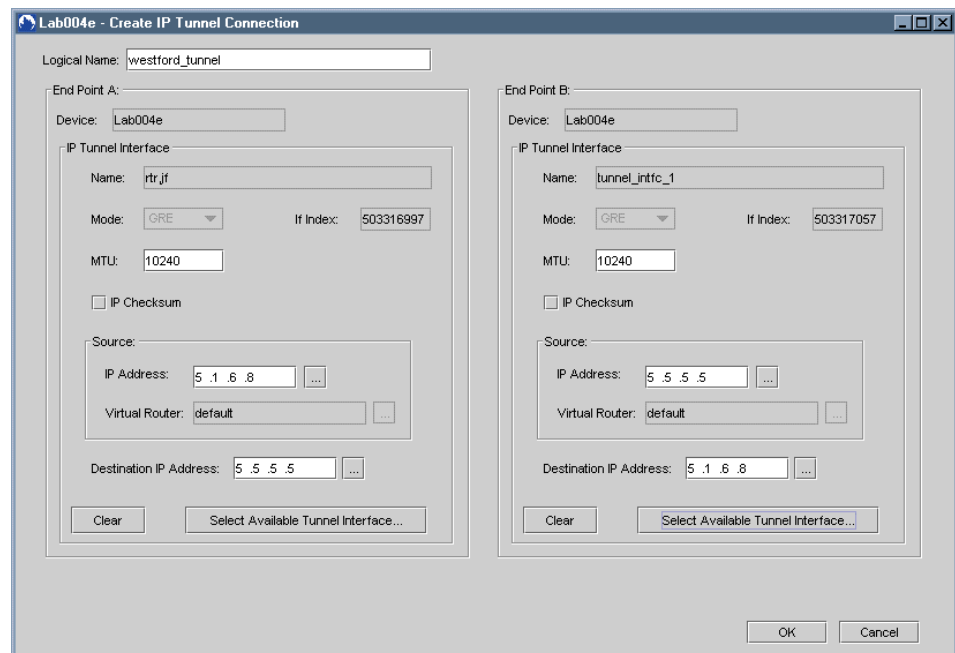 Lab004e - Create IP Tunnel Connection
Logical Name: westford_tunnel
End Point A:
Device: Lab004e
IP Tunnel Interface
Name: rtr,jf
Mode: GRE If Index: 503316997
MTU: 10240
IP Checksum
Source:
IP Address: 5 .1 .6 .8 ...
Virtual Router: default ...
Destination IP Address: 5 .5 .5 .5 ...
Clear Select Available Tunnel Interface...
End Point B:
Device: Lab004e
IP Tunnel Interface
Name: tunnel_intfc_1
Mode: GRE If Index: 503317057
MTU: 10240
IP Checksum
Source:
IP Address: 5 .5 .5 .5 ...
Virtual Router: default ...
Destination IP Address: 5 .1 .6 .8 ...
Clear Select Available Tunnel Interface...
OK Cancel